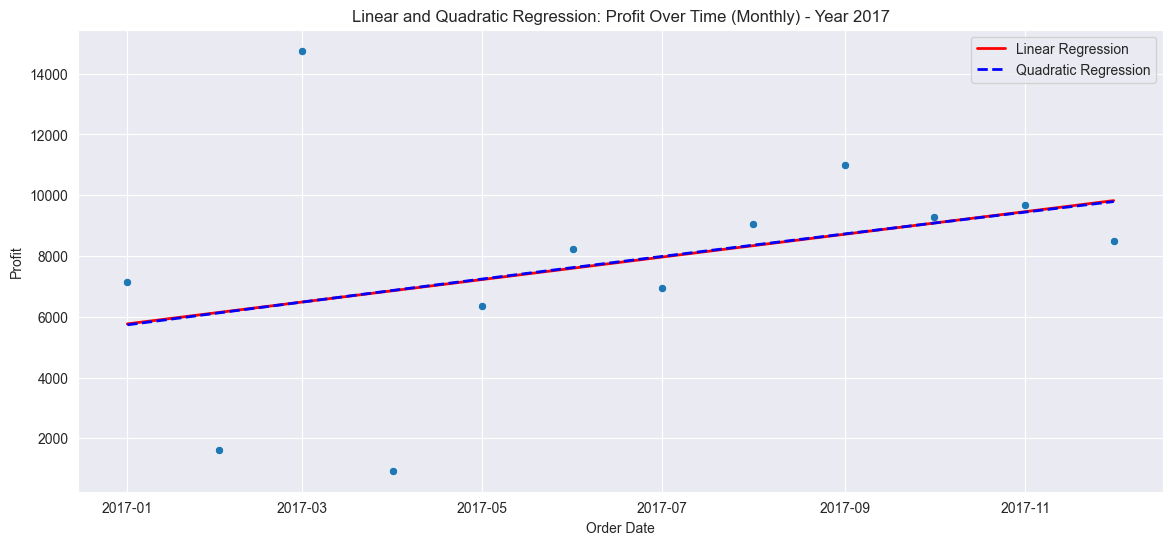 Linear and Quadratic Regression: Profit Over Time (Monthly) - Year 2017
Linear Regression
Quadratic Regression
14000
12000
10000
8000
6000
4000
2000
Profit
2017-01
2017-03
2017-05
2017-07
2017-09
2017-11
Order Date